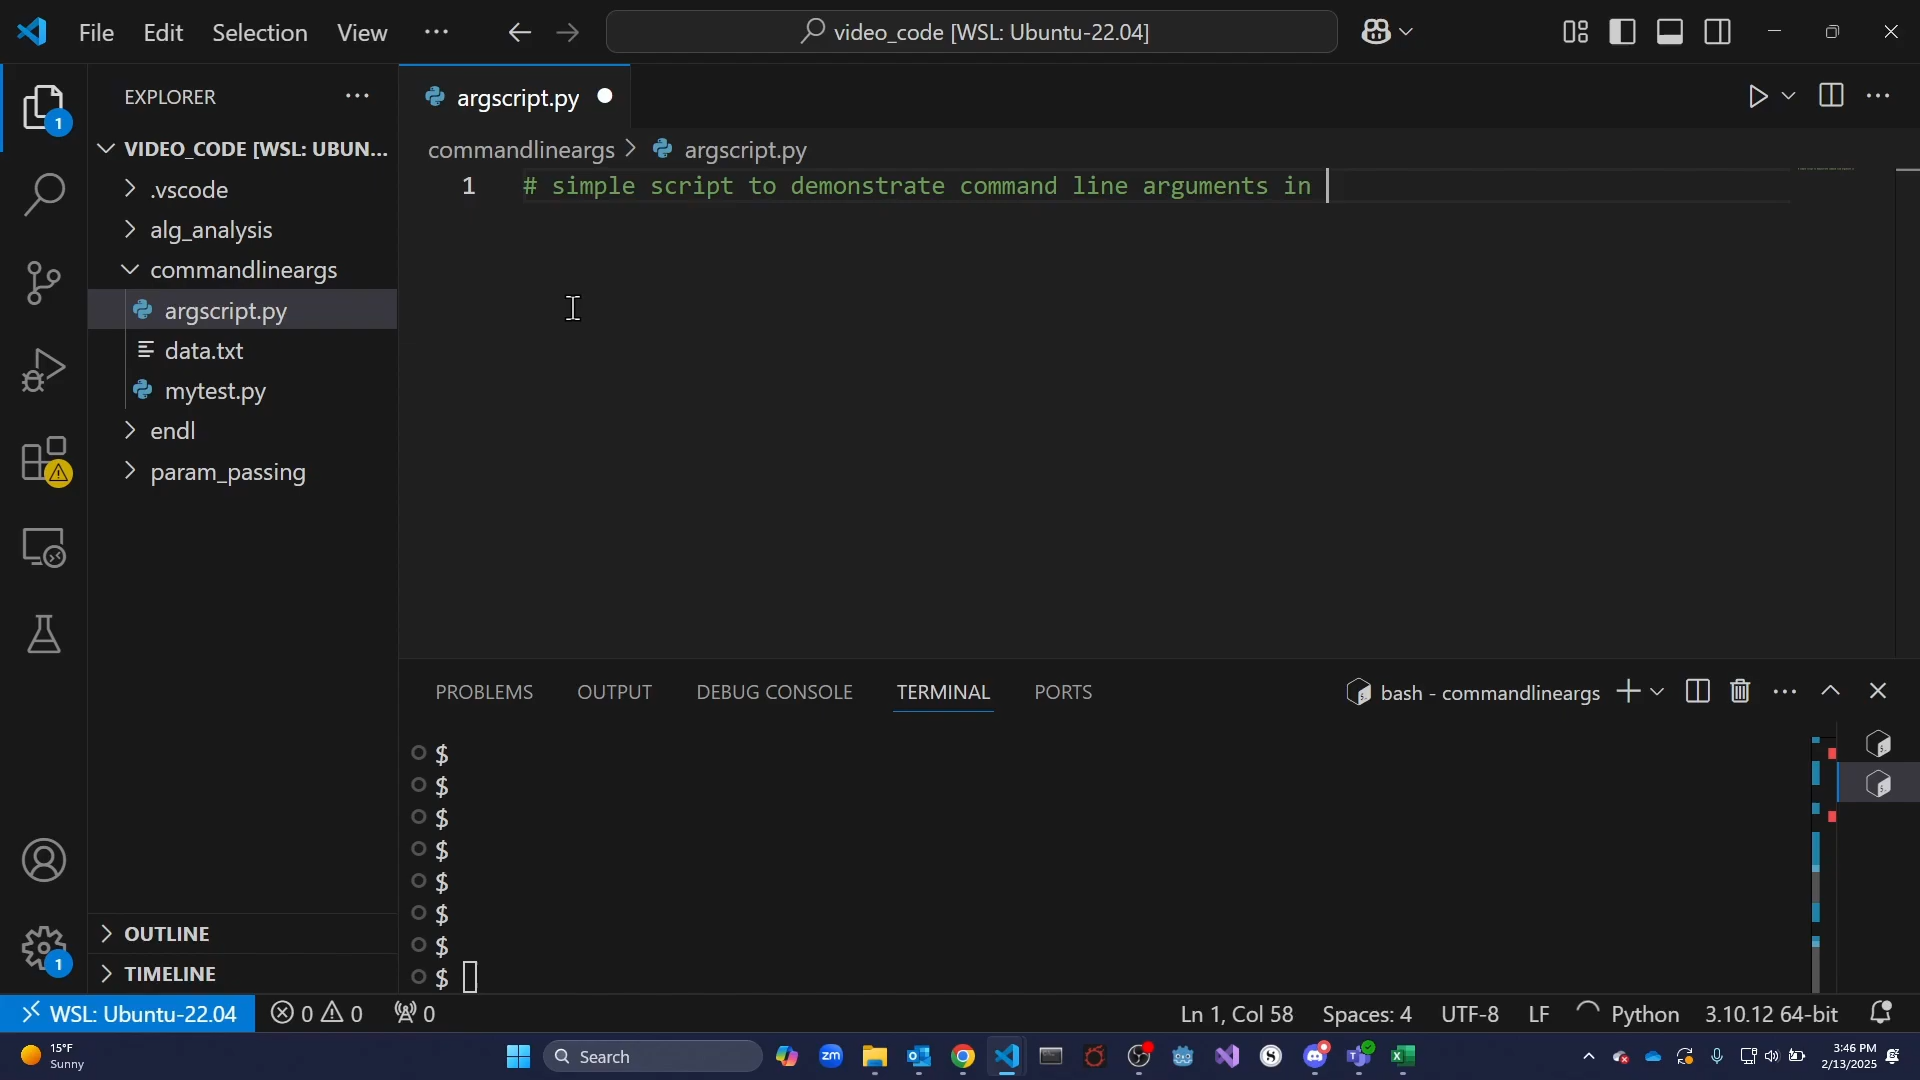 File Edit Selection View ...
video_code [WSL: Ubuntu-22.04]
EXPLORER
1
VIDEO_CODE [WSL: UBUN...
.vscode
alg_analysis
commandlineargs
argscript.py
data.txt
mytest.py
endl
param_passing
OUTLINE
TIMELINE
1
argscript.py
commandlineargs > argscript.py
1 # simple script to demonstrate command line arguments in
PROBLEMS OUTPUT DEBUG CONSOLE TERMINAL PORTS
bash - commandlineargs
$
$
$
$
$
$
$
$
WSL: Ubuntu-22.04 0 0 0 Ln 1, Col 58 Spaces: 4 UTF-8 LF Python 3.10.12 64-bit
15°F
Sunny
Search
zm
3:46 PM
2/13/2025